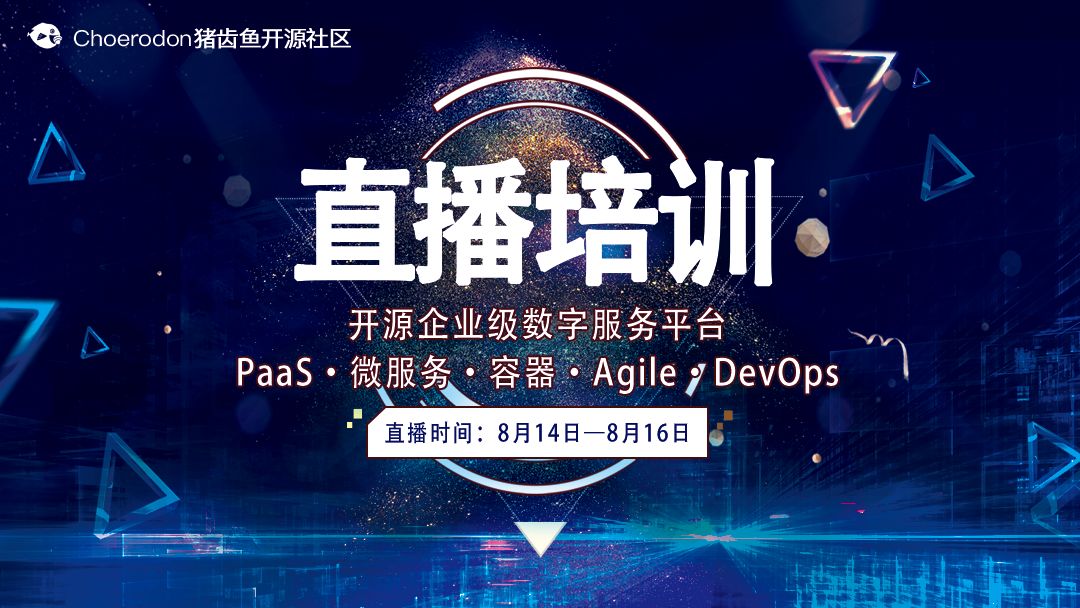 Choerodon猪齿鱼开源社区
直播培训
开源企业级数字服务平台
PaaS·微服务·容器·Agile·DevOps
直播时间：8月14日—8月16日